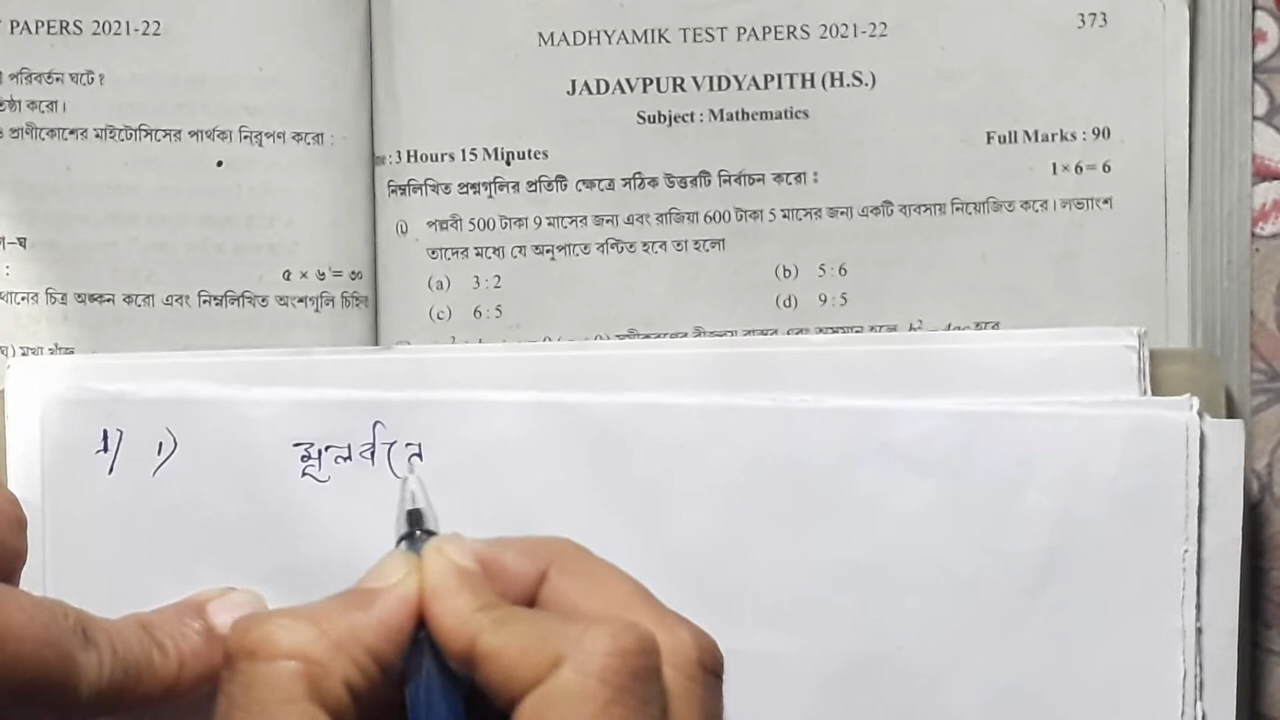 PAPERS 2021-22
পরিবর্তন ঘটে?
করো।
প্রাণীকোশের মাইটোসিসের পার্থক্য নিরূপণ করো :
–ঘ
:
৫ × ৬ = ৩০
চিত্র অঙ্কন করো এবং নিম্নলিখিত অংশগুলি
MADHYAMIK TEST PAPERS 2021-22
373
JADAVPUR VIDYAPITH (H.S.)
Subject : Mathematics
: 3 Hours 15 Minutes
Full Marks : 90
নিম্নলিখিত প্রশ্নগুলির প্রতিটি ক্ষেত্রে সঠিক উত্তরটি নির্বাচন করো :
1 × 6 = 6
(i) পল্লবী 500 টাকা 9 মাসের জন্য এবং রাজিয়া 600 টাকা 5 মাসের জন্য একটি ব্যবসায় নিয়োজিত করে। লভ্যাংশ
তাদের মধ্যে যে অনুপাতে বণ্টিত হবে তা হলো
(a) 3 : 2
(b) 5 : 6
(c) 6 : 5
(d) 9 : 5
1) i) মূলধনে